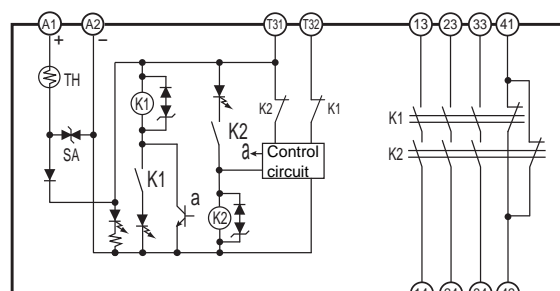 A1 A2 T31 T32 13 23 33 41
+ −
TH
K1
K2 K1
K1
K2
K2
a Control
circuit
SA
K1
a
K2